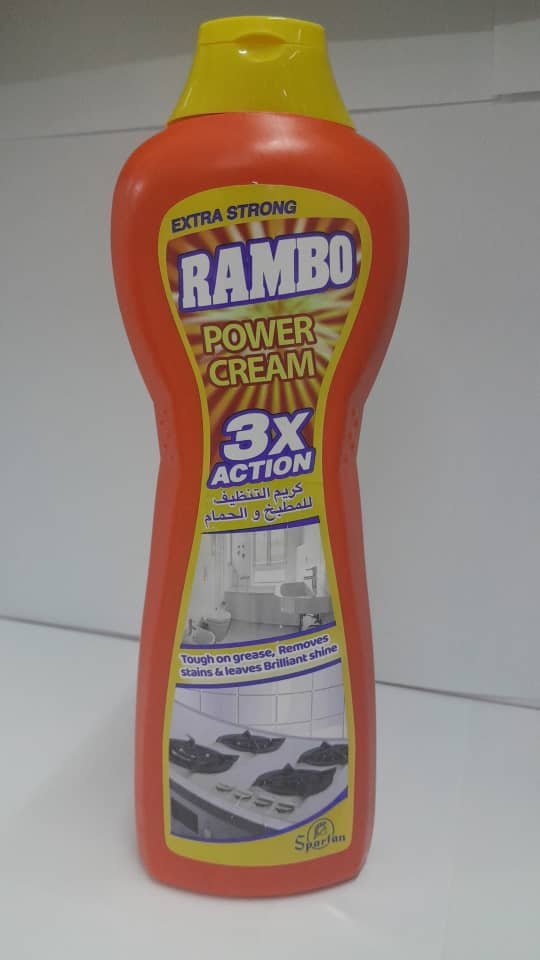 EXTRA STRONG
RAMBO
POWER
CREAM
3X
ACTION
كريم التنظيف
للمطبخ و الحمام
Tough on grease, Removes
stains & leaves Brilliant shine
Spartan